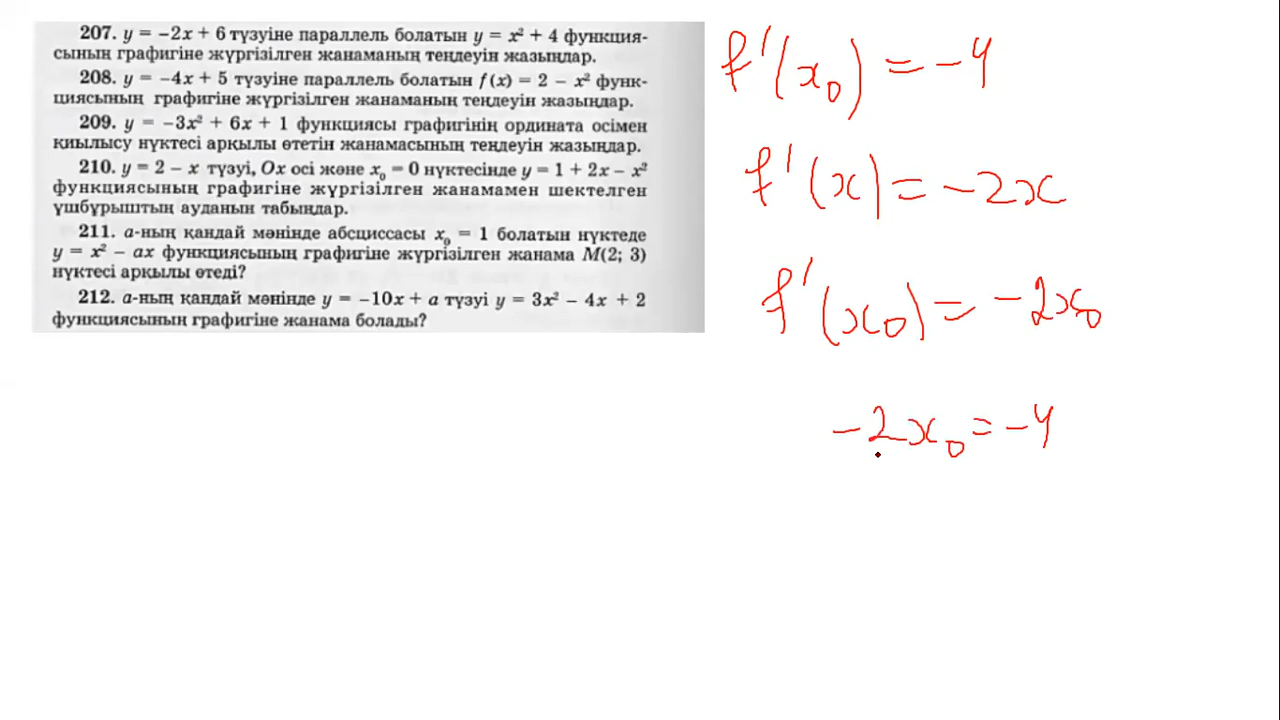 207. y = −2x + 6 түзуіне параллель болатын y = x² + 4 функция-
сының графигіне жүргізілген жанаманың теңдеуін жазыңдар.
208. y = −4x + 5 түзуіне параллель болатын f(x) = 2 − x² функ-
циясының графигіне жүргізілген жанаманың теңдеуін жазыңдар.
209. y = −3x² + 6x + 1 функциясы графигінің ордината осімен
қиылысу нүктесі арқылы өтетін жанамасының теңдеуін жазыңдар.
210. y = 2 − x түзуі, Ox осі және x₀ = 0 нүктесінде y = 1 + 2x − x²
функциясының графигіне жүргізілген жанамамен шектелген
үшбұрыштың ауданын табыңдар.
211. a-ның қандай мәнінде абсциссасы x₀ = 1 болатын нүктеде
y = x² − ax функциясының графигіне жүргізілген жанама M(2; 3)
нүктесі арқылы өтеді?
212. a-ның қандай мәнінде y = −10x + a түзуі y = 3x² − 4x + 2
функциясының графигіне жанама болады?
f'(x₀) = −4
f'(x) = −2x
f'(x₀) = −2x₀
−2x₀ = −4